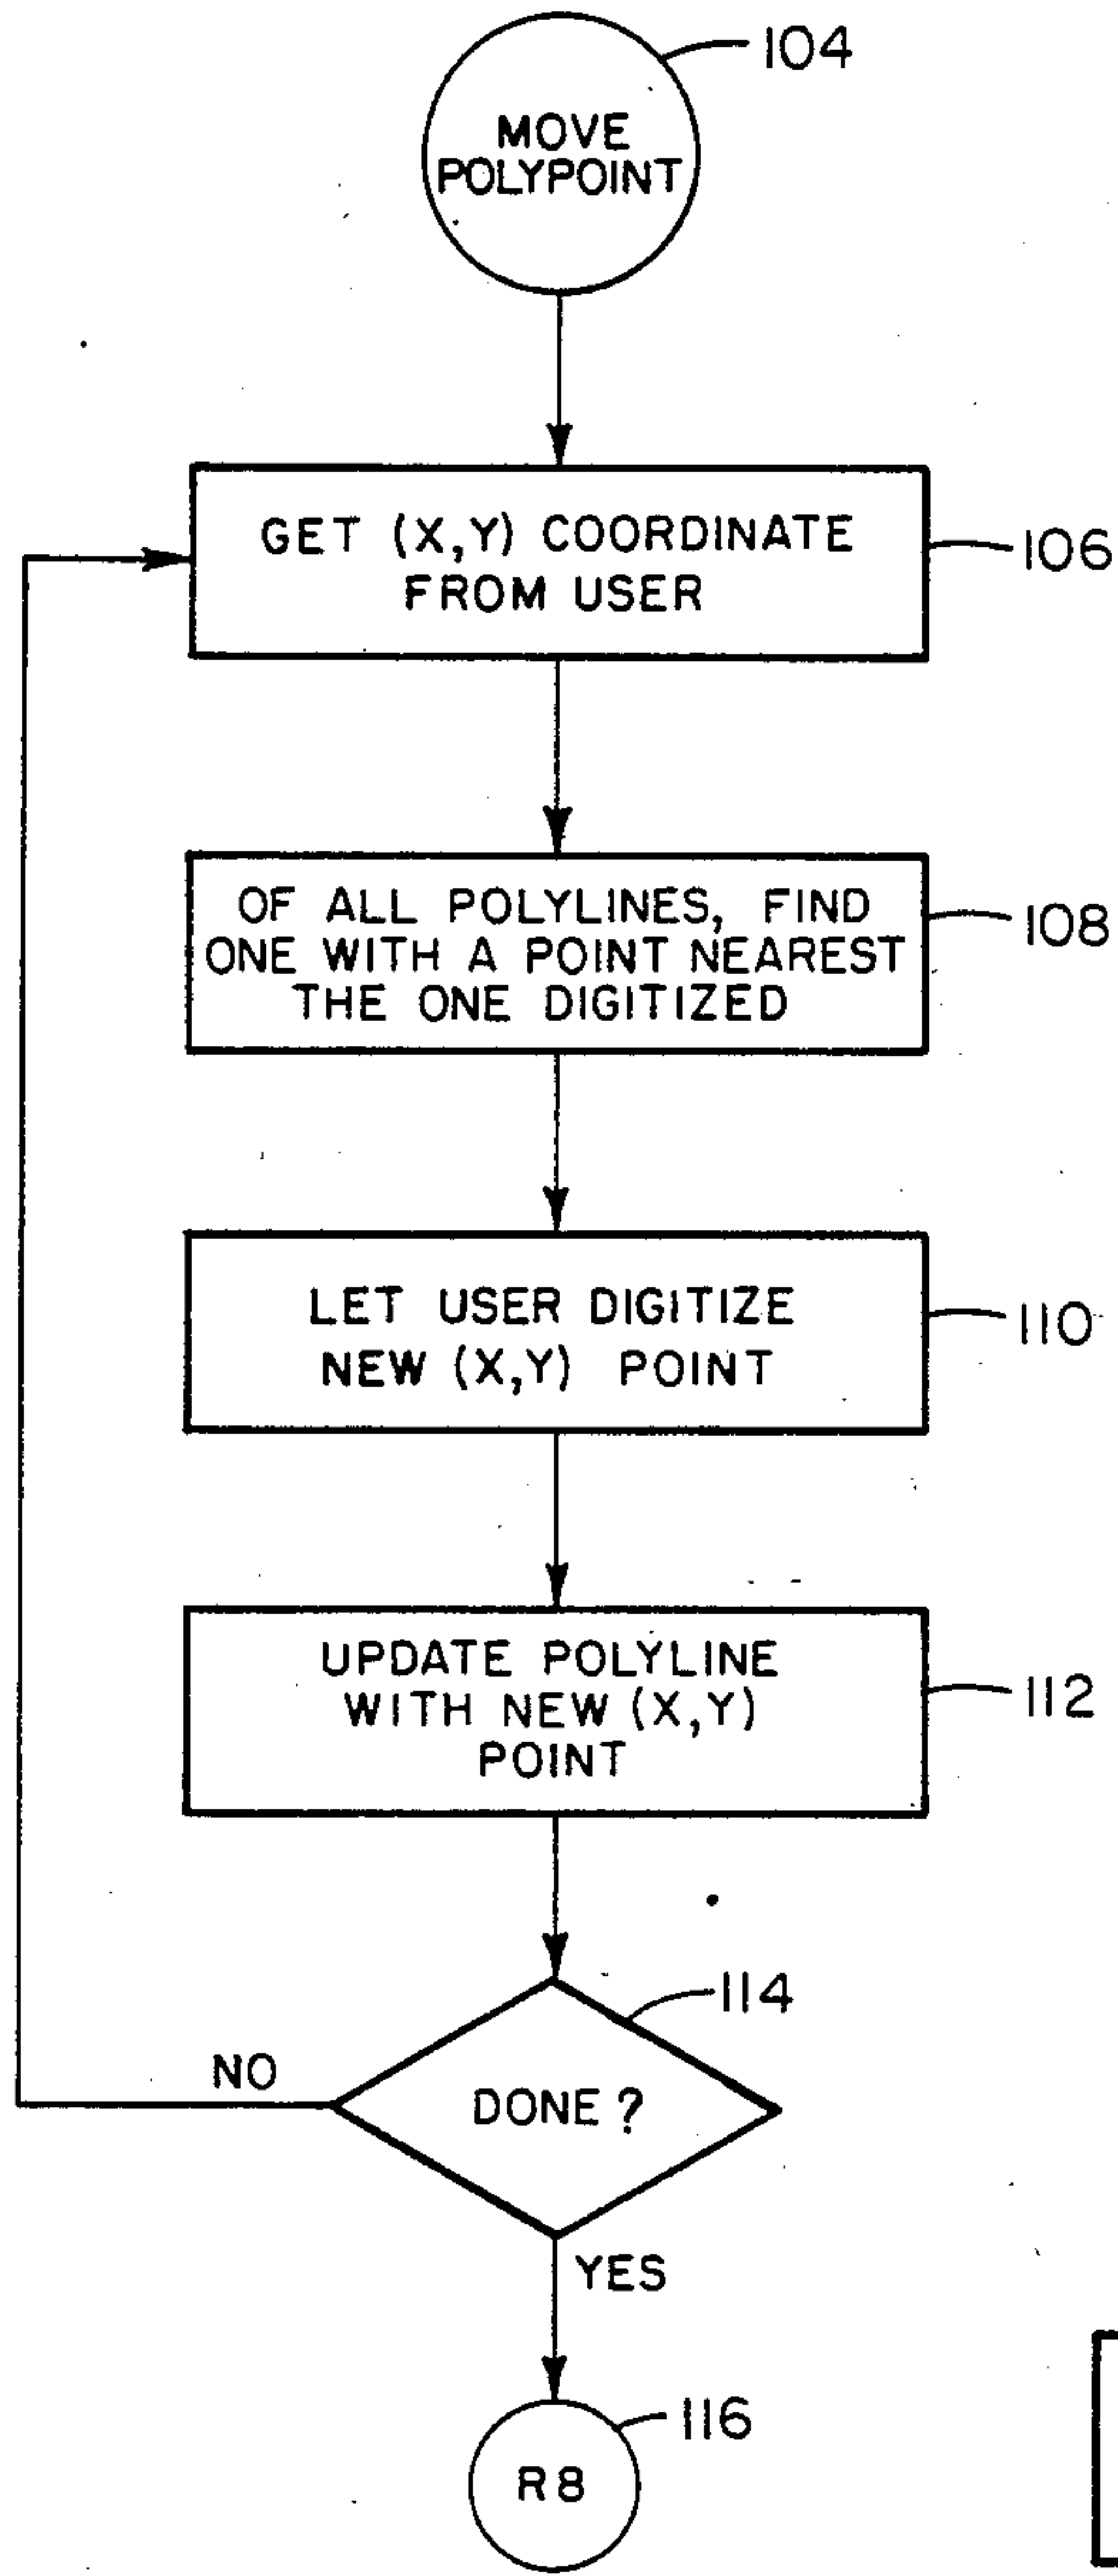 104
MOVE
POLYPOINT
GET (X,Y) COORDINATE
FROM USER
106
OF ALL POLYLINES, FIND
ONE WITH A POINT NEAREST
THE ONE DIGITIZED
108
LET USER DIGITIZE
NEW (X,Y) POINT
110
UPDATE POLYLINE
WITH NEW (X,Y)
POINT
112
114
NO
DONE?
YES
116
R8